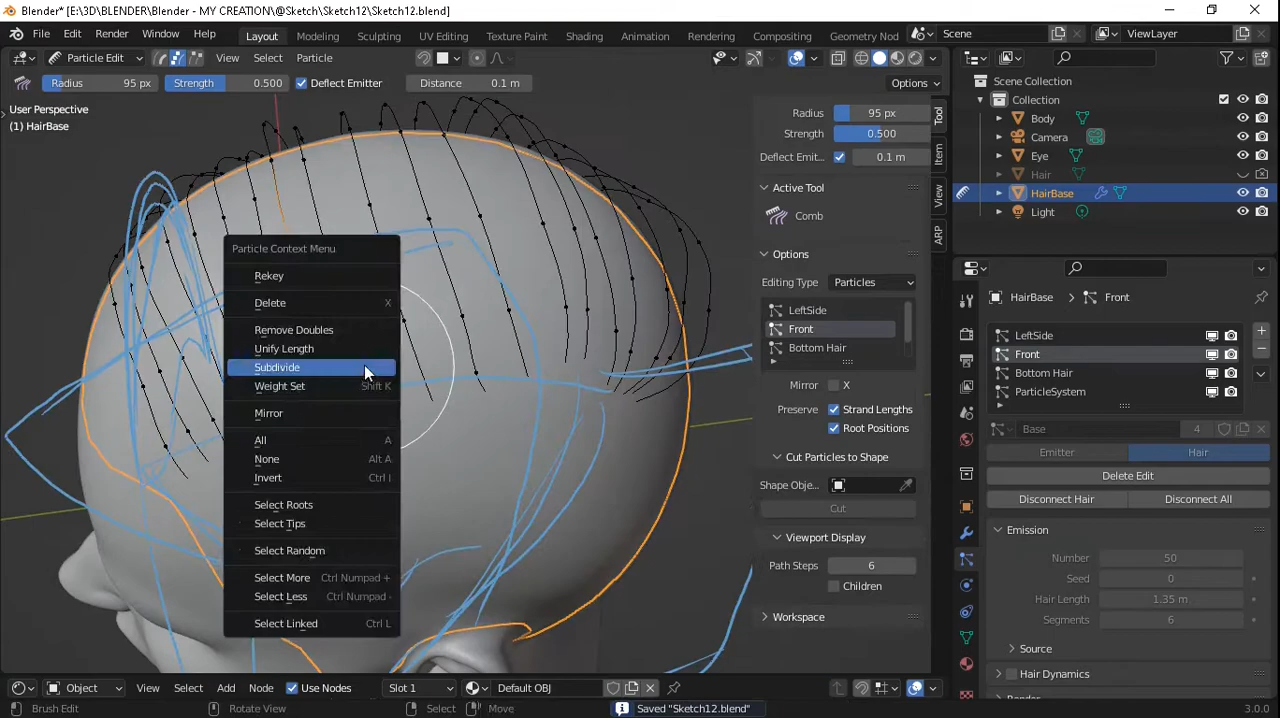 Blender* [E:\3D\BLENDER\Blender - MY CREATION\@Sketch\Sketch12\Sketch12.blend]
File Edit Render Window Help Layout Modeling Sculpting UV Editing Texture Paint Shading Animation Rendering Compositing Geometry Nod Scene ViewLayer
Particle Edit View Select Particle Options
Radius 95 px Strength 0.500 Deflect Emitter Distance 0.1 m
User Perspective
(1) HairBase
Particle Context Menu
Rekey
Delete X
Remove Doubles
Unify Length
Subdivide
Weight Set Shift K
Mirror
All A
None Alt A
Invert Ctrl I
Select Roots
Select Tips
Select Random
Select More Ctrl Numpad +
Select Less Ctrl Numpad -
Select Linked Ctrl L
Radius 95 px
Strength 0.500
Deflect Emit... 0.1 m
Active Tool
Comb
Options
Editing Type Particles
LeftSide
Front
Bottom Hair
Mirror X
Preserve Strand Lengths
Root Positions
Cut Particles to Shape
Shape Obje...
Cut
Viewport Display
Path Steps 6
Children
Workspace
Tool
Item
View
ARP
Scene Collection
Collection
Body
Camera
Eye
Hair
HairBase
Light
HairBase Front
LeftSide
Front
Bottom Hair
ParticleSystem
Base 4
Emitter Hair
Delete Edit
Disconnect Hair Disconnect All
Emission
Number 50
Seed 0
Hair Length 1.35 m
Segments 6
Source
Hair Dynamics
Object View Select Add Node Use Nodes Slot 1 Default OBJ
Brush Edit Rotate View Select Move Saved "Sketch12.blend" 3.0.0